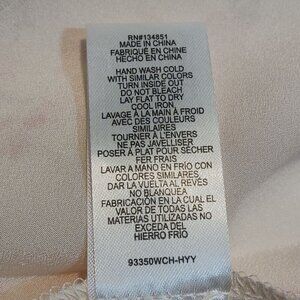 RN#134851
MADE IN CHINA
FABRIQUÉ EN CHINE
HECHO EN CHINA
HAND WASH COLD
WITH SIMILAR COLORS
TURN INSIDE OUT
DO NOT BLEACH
LAY FLAT TO DRY
COOL IRON
LAVAGE À LA MAIN À FROID
AVEC DES COULEURS
SIMILAIRES
TOURNER À L'ENVERS
NE PAS JAVELLISER
POSER À PLAT POUR SÉCHER
FER FRAIS
LAVAR A MANO EN FRÍO CON
COLORES SIMILARES.
DAR LA VUELTA AL REVÉS
NO BLANQUEA
FABRICACIÓN EN LA CUAL EL
VALOR DE TODAS LAS
MATERIAS UTILIZADAS NO
EXCEDA DEL
HIERRO FRÍO
93350WCH-HYY